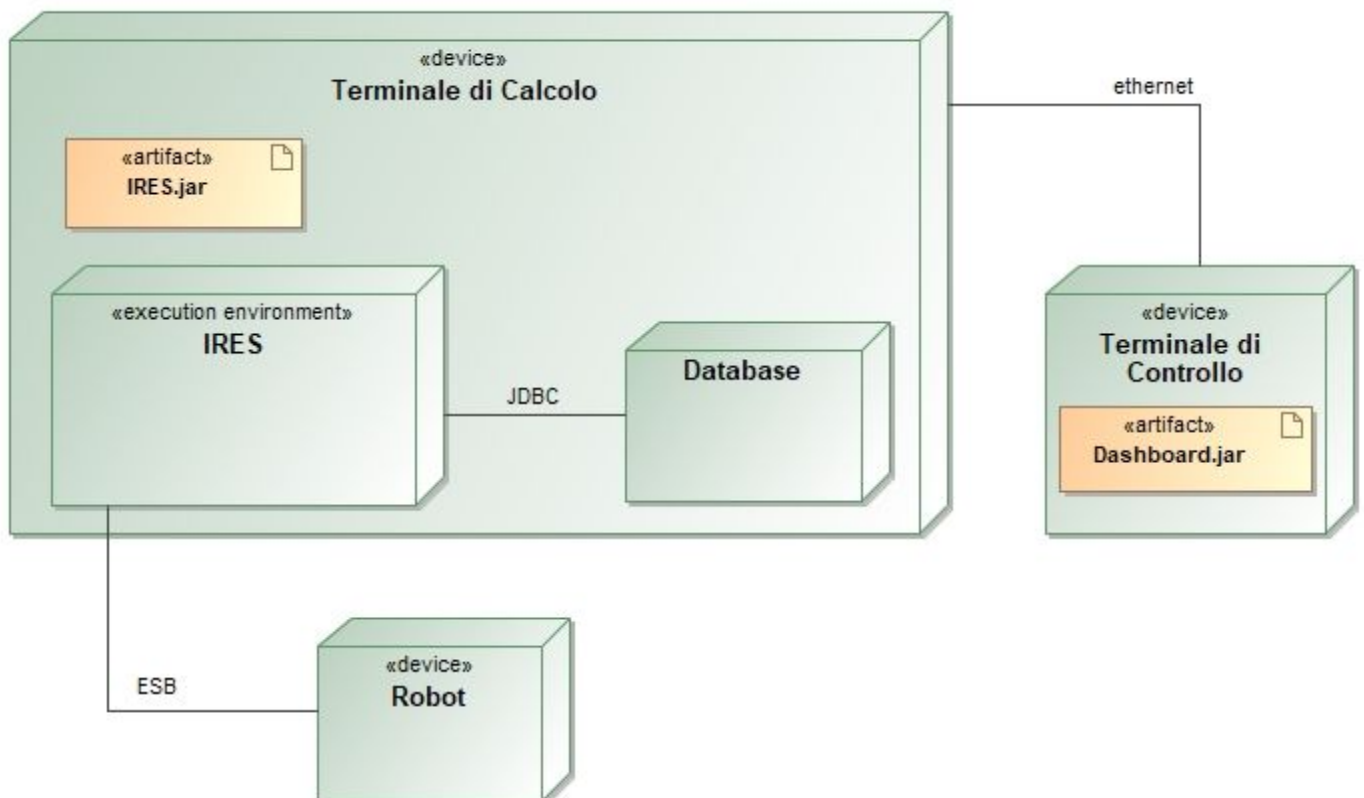 «device»
Terminale di Calcolo
ethernet
«artifact»
IRES.jar
«execution environment»
IRES
JDBC
Database
«device»
Terminale di
Controllo
«artifact»
Dashboard.jar
ESB
«device»
Robot